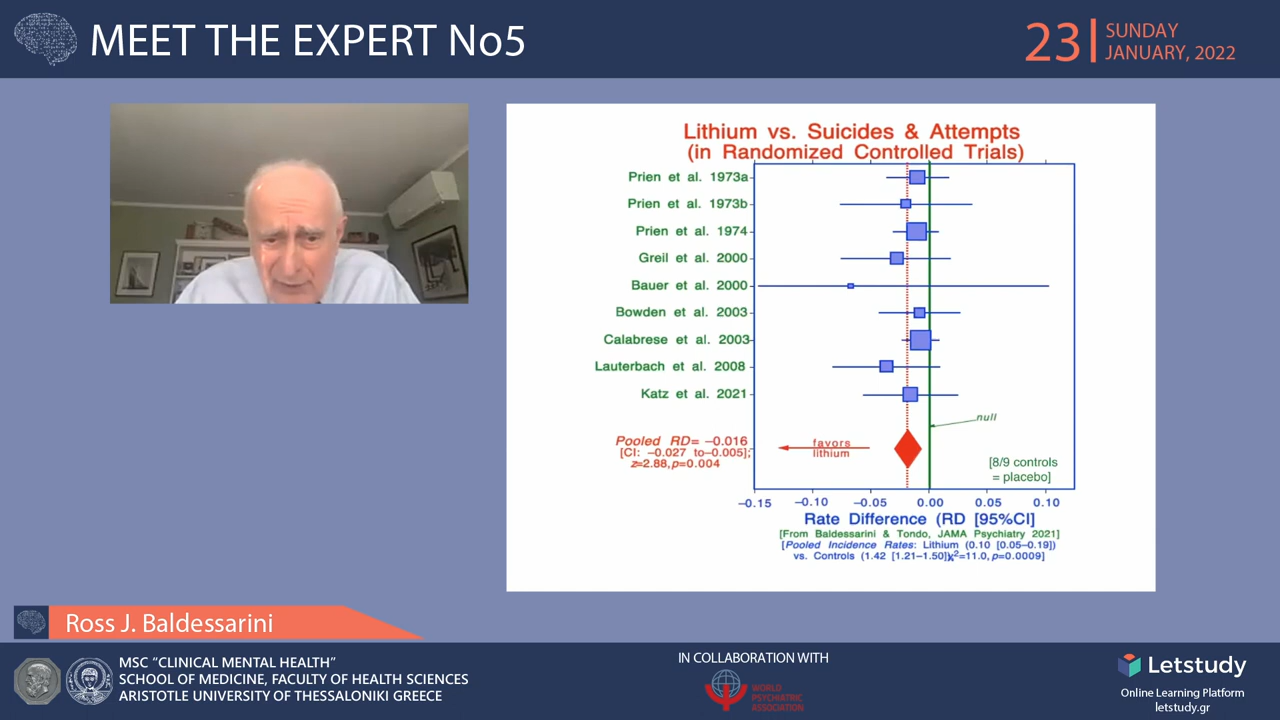 MEET THE EXPERT No5
23
SUNDAY
JANUARY, 2022
Lithium vs. Suicides & Attempts
(in Randomized Controlled Trials)
Prien et al. 1973a
Prien et al. 1973b
Prien et al. 1974
Greil et al. 2000
Bauer et al. 2000
Bowden et al. 2003
Calabrese et al. 2003
Lauterbach et al. 2008
Katz et al. 2021
null
Pooled RD= −0.016
[CI: −0.027 to−0.005];
z=2.88, p=0.004
favors
lithium
[8/9 controls
= placebo]
−0.15 −0.10 −0.05 0.00 0.05 0.10
Rate Difference (RD [95%CI]
[From Baldessarini & Tondo, JAMA Psychiatry 2021]
[Pooled Incidence Rates: Lithium (0.10 [0.05–0.19])
vs. Controls (1.42 [1.21–1.50])χ²=11.0, p=0.0009]
Ross J. Baldessarini
MSC “CLINICAL MENTAL HEALTH”
SCHOOL OF MEDICINE, FACULTY OF HEALTH SCIENCES
ARISTOTLE UNIVERSITY OF THESSALONIKI GREECE
IN COLLABORATION WITH
WORLD
PSYCHIATRIC
ASSOCIATION
Letstudy
Online Learning Platform
letstudy.gr